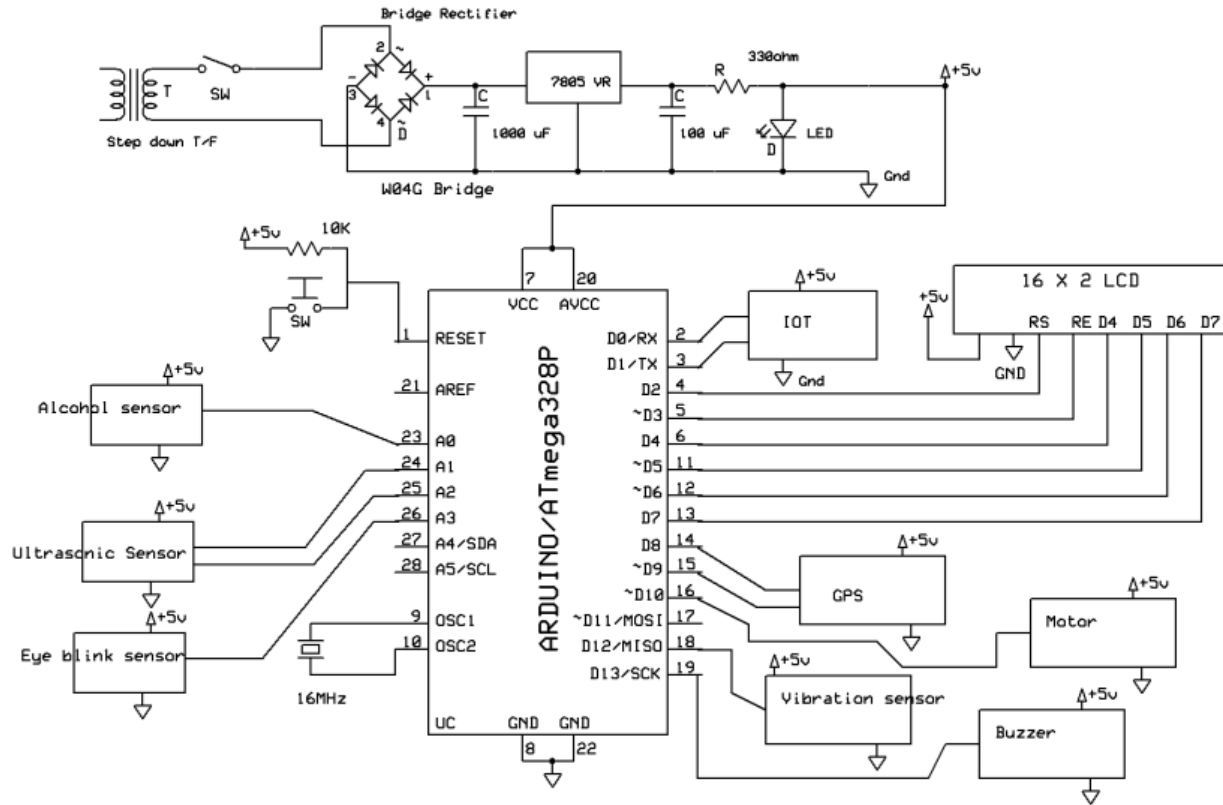 Bridge Rectifier
2 ~
- +
3 1
4 ~
D
T
SW
Step down T/F
W04G Bridge
C
1000 uF
7805 VR
C
100 uF
R
330ohm
D
LED
+5v
Gnd
+5v
10K
SW
7 20
VCC AVCC
1 RESET
21 AREF
23 A0
24 A1
25 A2
26 A3
27 A4/SDA
28 A5/SCL
9 OSC1
10 OSC2
UC
GND GND
8 22
ARDUINO/ATmega328P
D0/RX 2
D1/TX 3
D2 4
~D3 5
D4 6
~D5 11
~D6 12
D7 13
D8 14
~D9 15
~D10 16
~D11/MOSI 17
D12/MISO 18
D13/SCK 19
16MHz
+5v
Alcohol sensor
+5v
Ultrasonic Sensor
+5v
Eye blink sensor
+5v
IOT
Gnd
+5v
16 X 2 LCD
RS RE D4 D5 D6 D7
GND
+5v
GPS
+5v
Motor
+5v
Vibration sensor
+5v
Buzzer